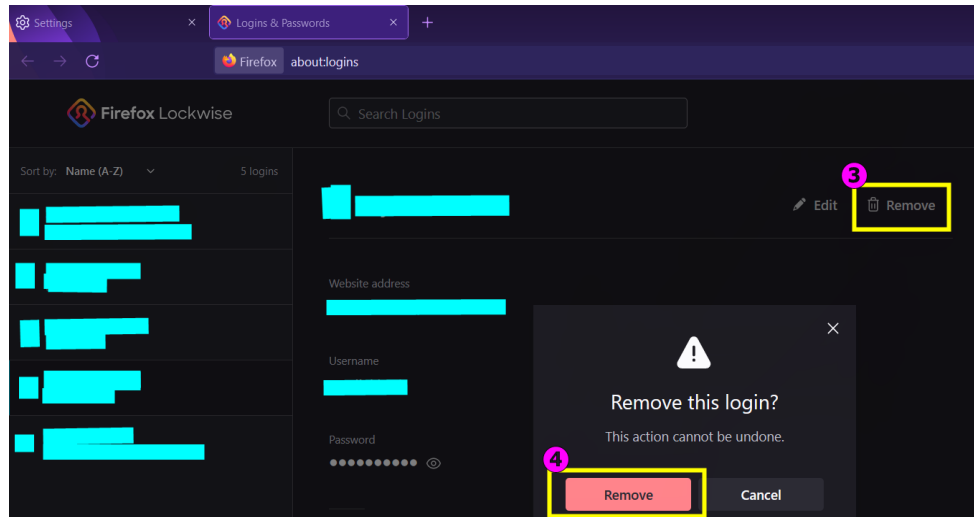 Settings
Logins & Passwords
Firefox about:logins
Firefox Lockwise
Search Logins
Sort by: Name (A-Z) 5 logins
3
Edit
Remove
Website address
Username
Password
Remove this login?
This action cannot be undone.
4
Remove
Cancel